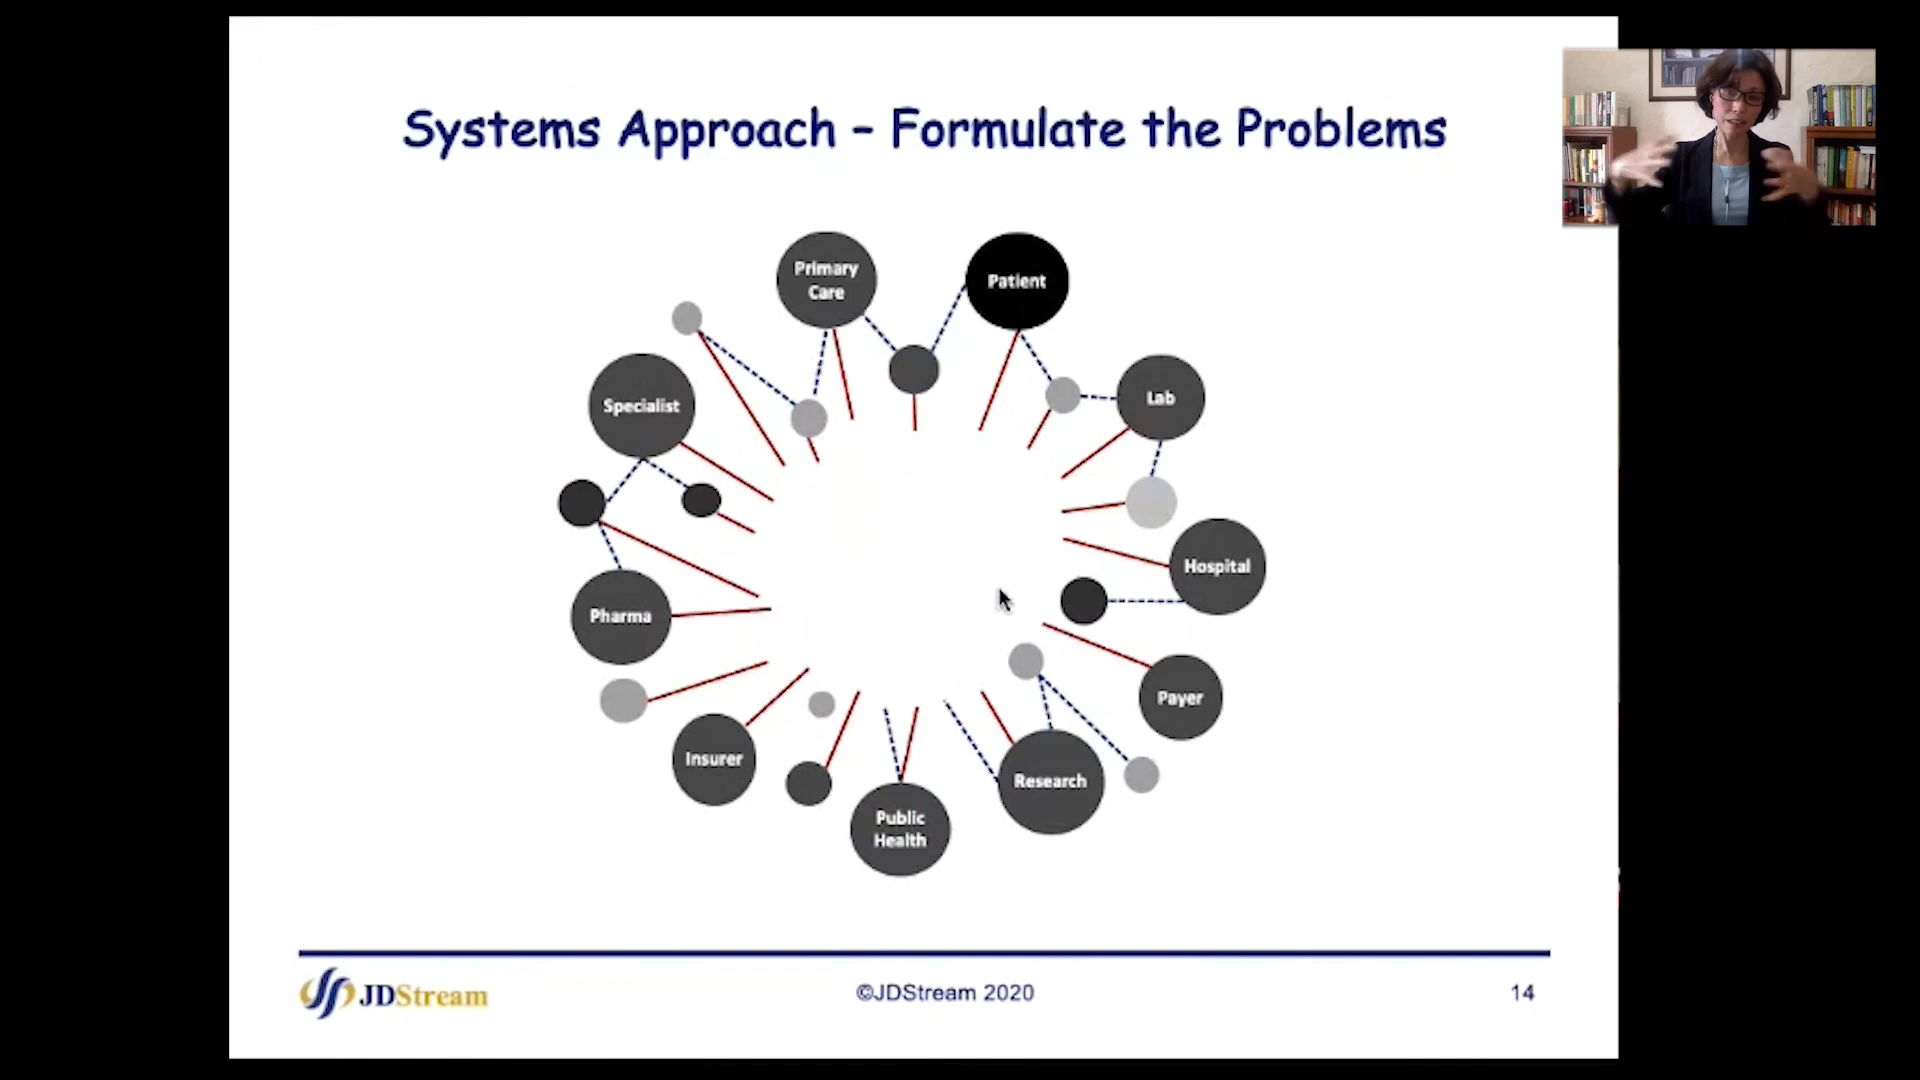 Systems Approach – Formulate the Problems
Primary
Care
Patient
Specialist
Lab
Hospital
Pharma
Payer
Insurer
Research
Public
Health
JDStream
©JDStream 2020
14